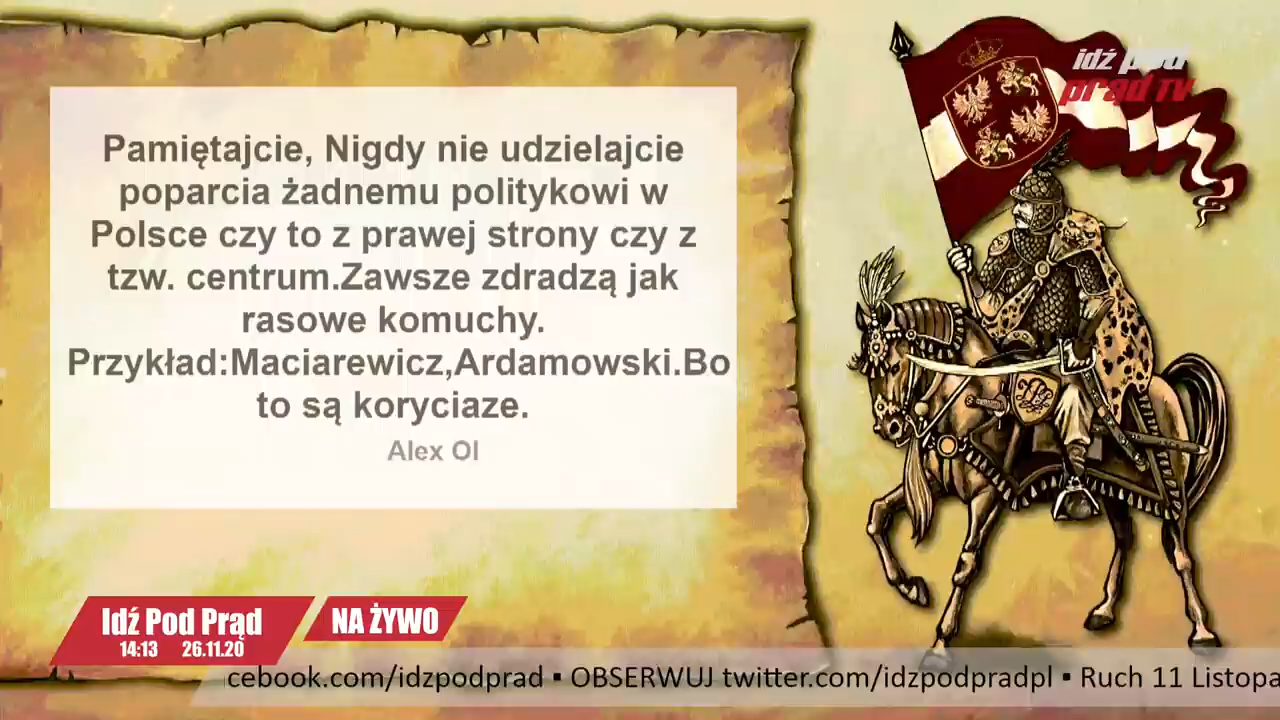 idź pod
prąd TV
Pamiętajcie, Nigdy nie udzielajcie
poparcia żadnemu politykowi w
Polsce czy to z prawej strony czy z
tzw. centrum.Zawsze zdradzą jak
rasowe komuchy.
Przykład:Maciarewicz,Ardamowski.Bo
to są koryciaze.
Alex Ol
Idź Pod Prąd
NA ŻYWO
14:13 26.11.20
cebook.com/idzpodprad ▪ OBSERWUJ twitter.com/idzpodpradpl ▪ Ruch 11 Listopa